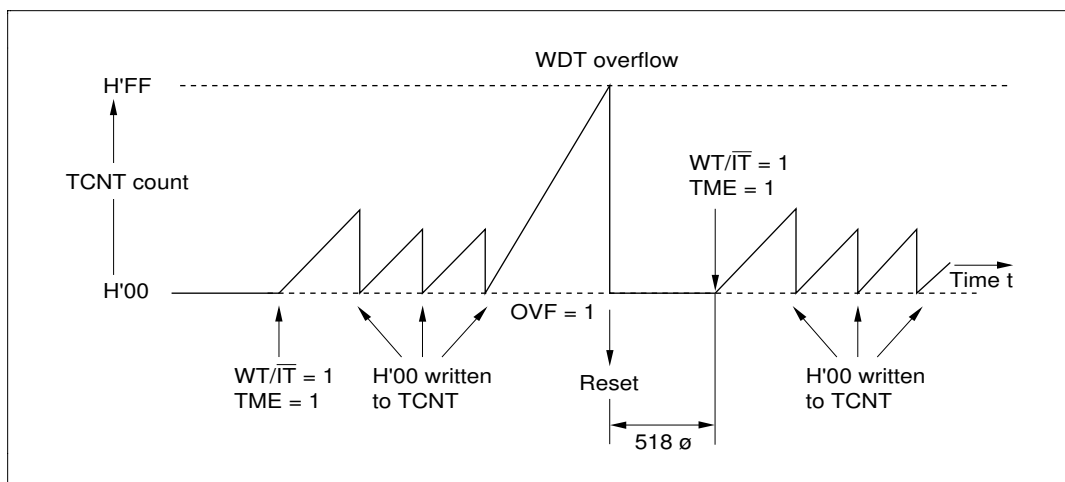 WDT overflow
H'FF
WT/IT = 1
TME = 1
TCNT count
H'00
Time t
OVF = 1
WT/IT = 1
TME = 1
H'00 written
to TCNT
Reset
H'00 written
to TCNT
518 ø